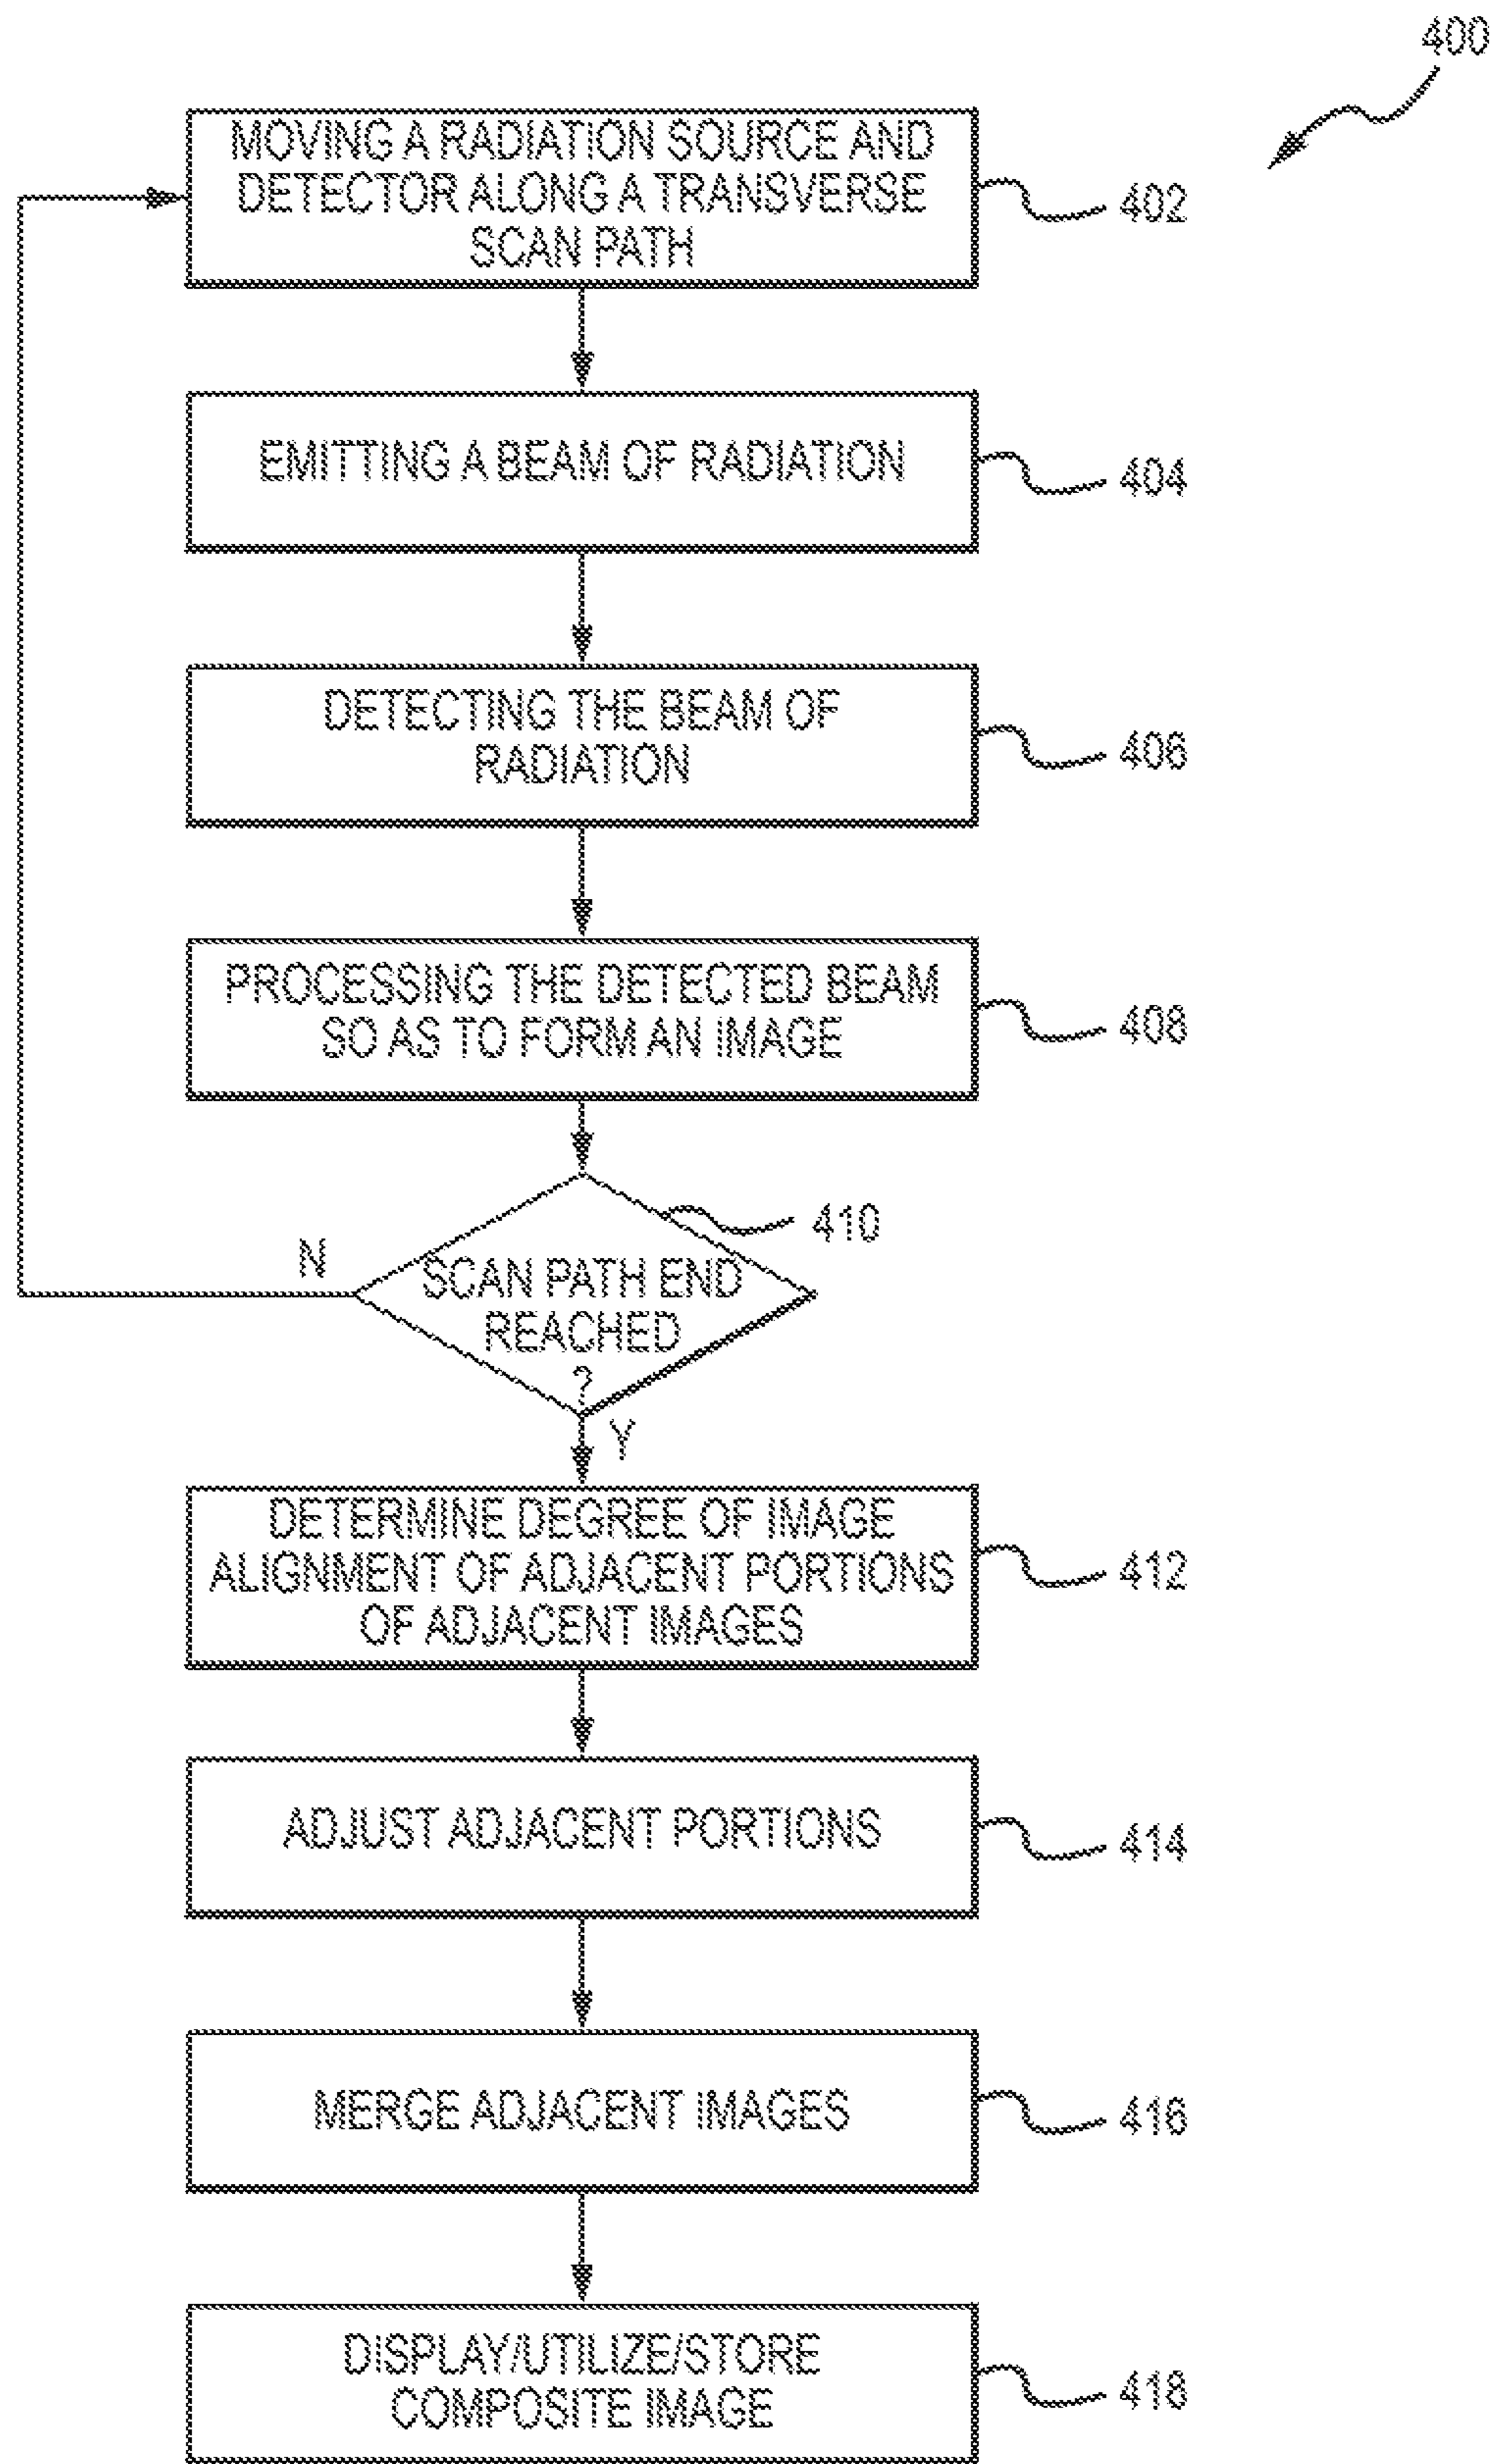 400
MOVING A RADIATION SOURCE AND
DETECTOR ALONG A TRANSVERSE
SCAN PATH
402
EMITTING A BEAM OF RADIATION
404
DETECTING THE BEAM OF
RADIATION
406
PROCESSING THE DETECTED BEAM
SO AS TO FORM AN IMAGE
408
410
N
SCAN PATH END
REACHED
?
Y
DETERMINE DEGREE OF IMAGE
ALIGNMENT OF ADJACENT PORTIONS
OF ADJACENT IMAGES
412
ADJUST ADJACENT PORTIONS
414
MERGE ADJACENT IMAGES
416
DISPLAY/UTILIZE/STORE
COMPOSITE IMAGE
418